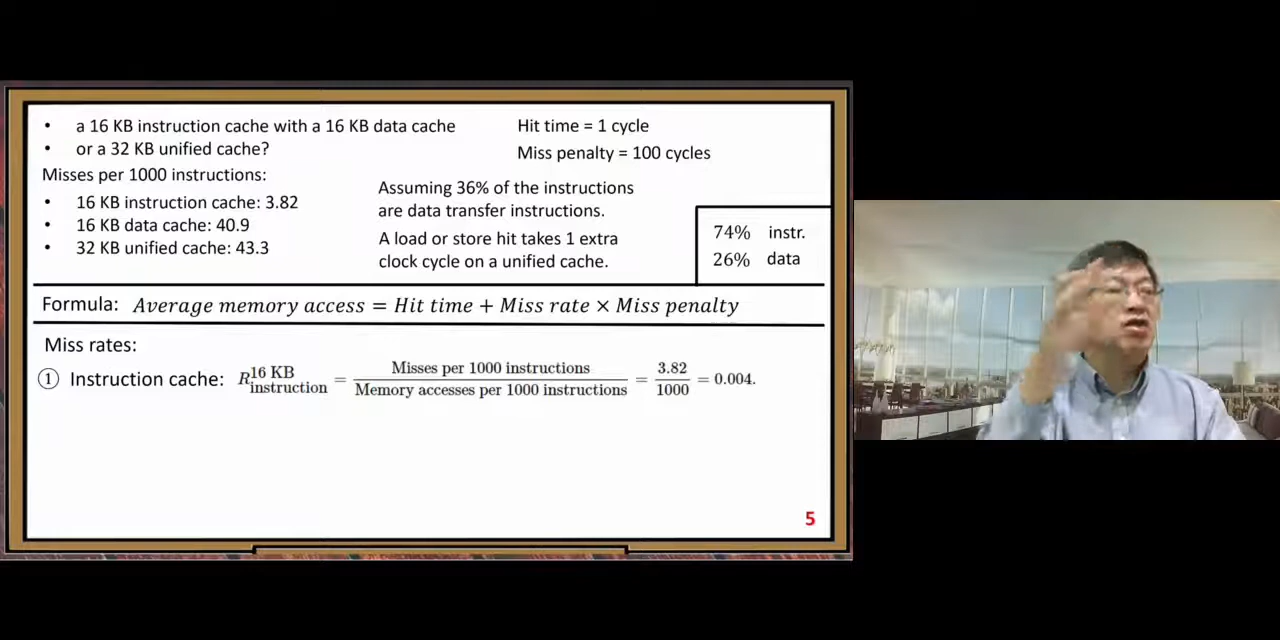 • a 16 KB instruction cache with a 16 KB data cache
• or a 32 KB unified cache?
Hit time = 1 cycle
Miss penalty = 100 cycles
Misses per 1000 instructions:
• 16 KB instruction cache: 3.82
• 16 KB data cache: 40.9
• 32 KB unified cache: 43.3
Assuming 36% of the instructions
are data transfer instructions.
A load or store hit takes 1 extra
clock cycle on a unified cache.
74% instr.
26% data
Formula: Average memory access = Hit time + Miss rate × Miss penalty
Miss rates:
① Instruction cache: R^{16 KB}_{instruction} = Misses per 1000 instructions / Memory accesses per 1000 instructions = 3.82 / 1000 = 0.004.
5